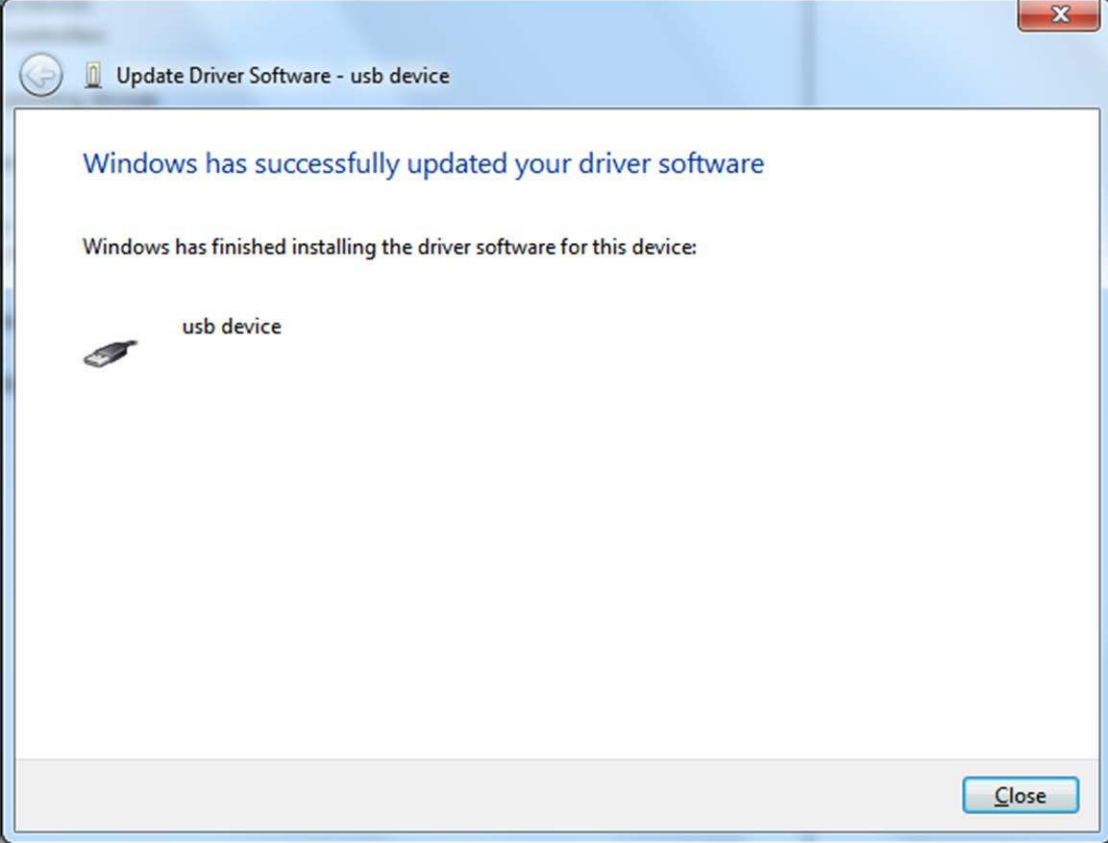 Update Driver Software - usb device
Windows has successfully updated your driver software
Windows has finished installing the driver software for this device:
usb device
Close